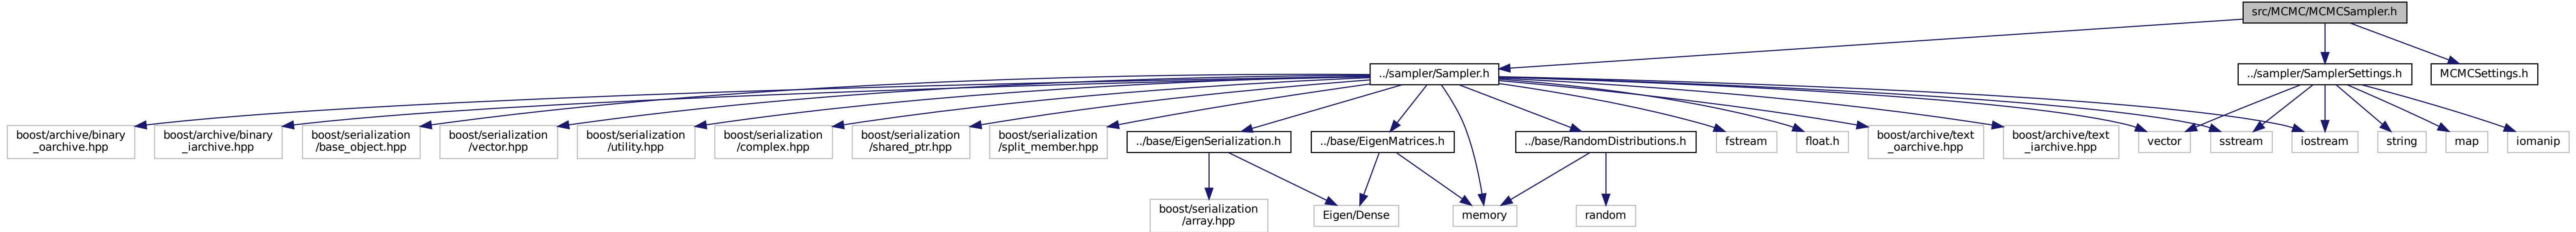 src/MCMC/MCMCSampler.h
../sampler/Sampler.h
../sampler/SamplerSettings.h
MCMCSettings.h
boost/archive/binary
_oarchive.hpp
boost/archive/binary
_iarchive.hpp
boost/serialization
/base_object.hpp
boost/serialization
/vector.hpp
boost/serialization
/utility.hpp
boost/serialization
/complex.hpp
boost/serialization
/shared_ptr.hpp
boost/serialization
/split_member.hpp
../base/EigenSerialization.h
../base/EigenMatrices.h
../base/RandomDistributions.h
fstream
float.h
boost/archive/text
_oarchive.hpp
boost/archive/text
_iarchive.hpp
vector
sstream
iostream
string
map
iomanip
boost/serialization
/array.hpp
Eigen/Dense
memory
random